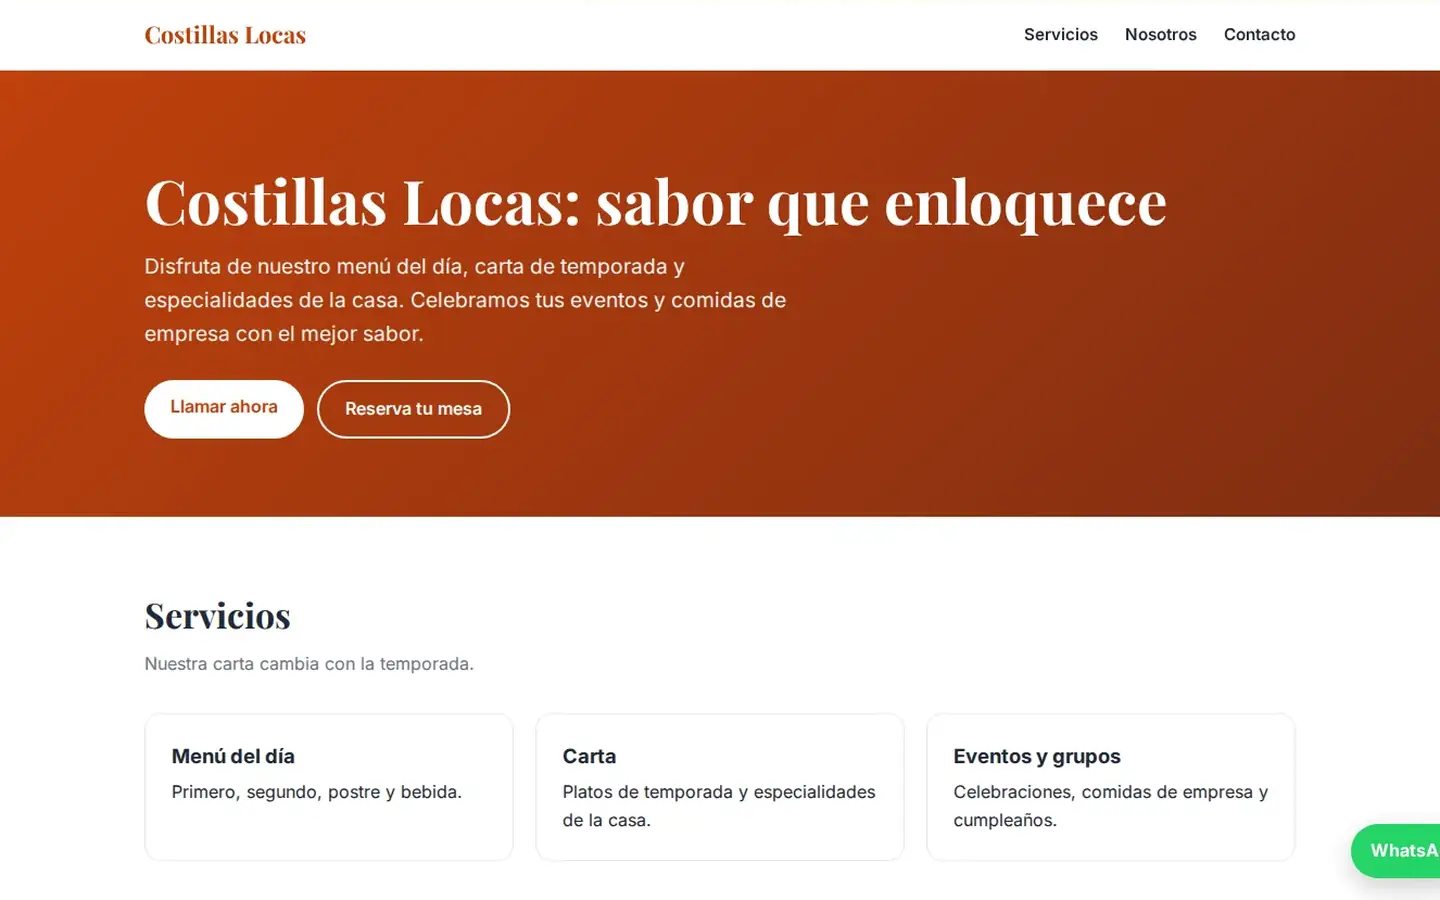 Costillas Locas
Servicios
Nosotros
Contacto
Costillas Locas: sabor que enloquece
Disfruta de nuestro menú del día, carta de temporada y
especialidades de la casa. Celebramos tus eventos y comidas de
empresa con el mejor sabor.
Llamar ahora
Reserva tu mesa
Servicios
Nuestra carta cambia con la temporada.
Menú del día
Primero, segundo, postre y bebida.
Carta
Platos de temporada y especialidades
de la casa.
Eventos y grupos
Celebraciones, comidas de empresa y
cumpleaños.
WhatsA